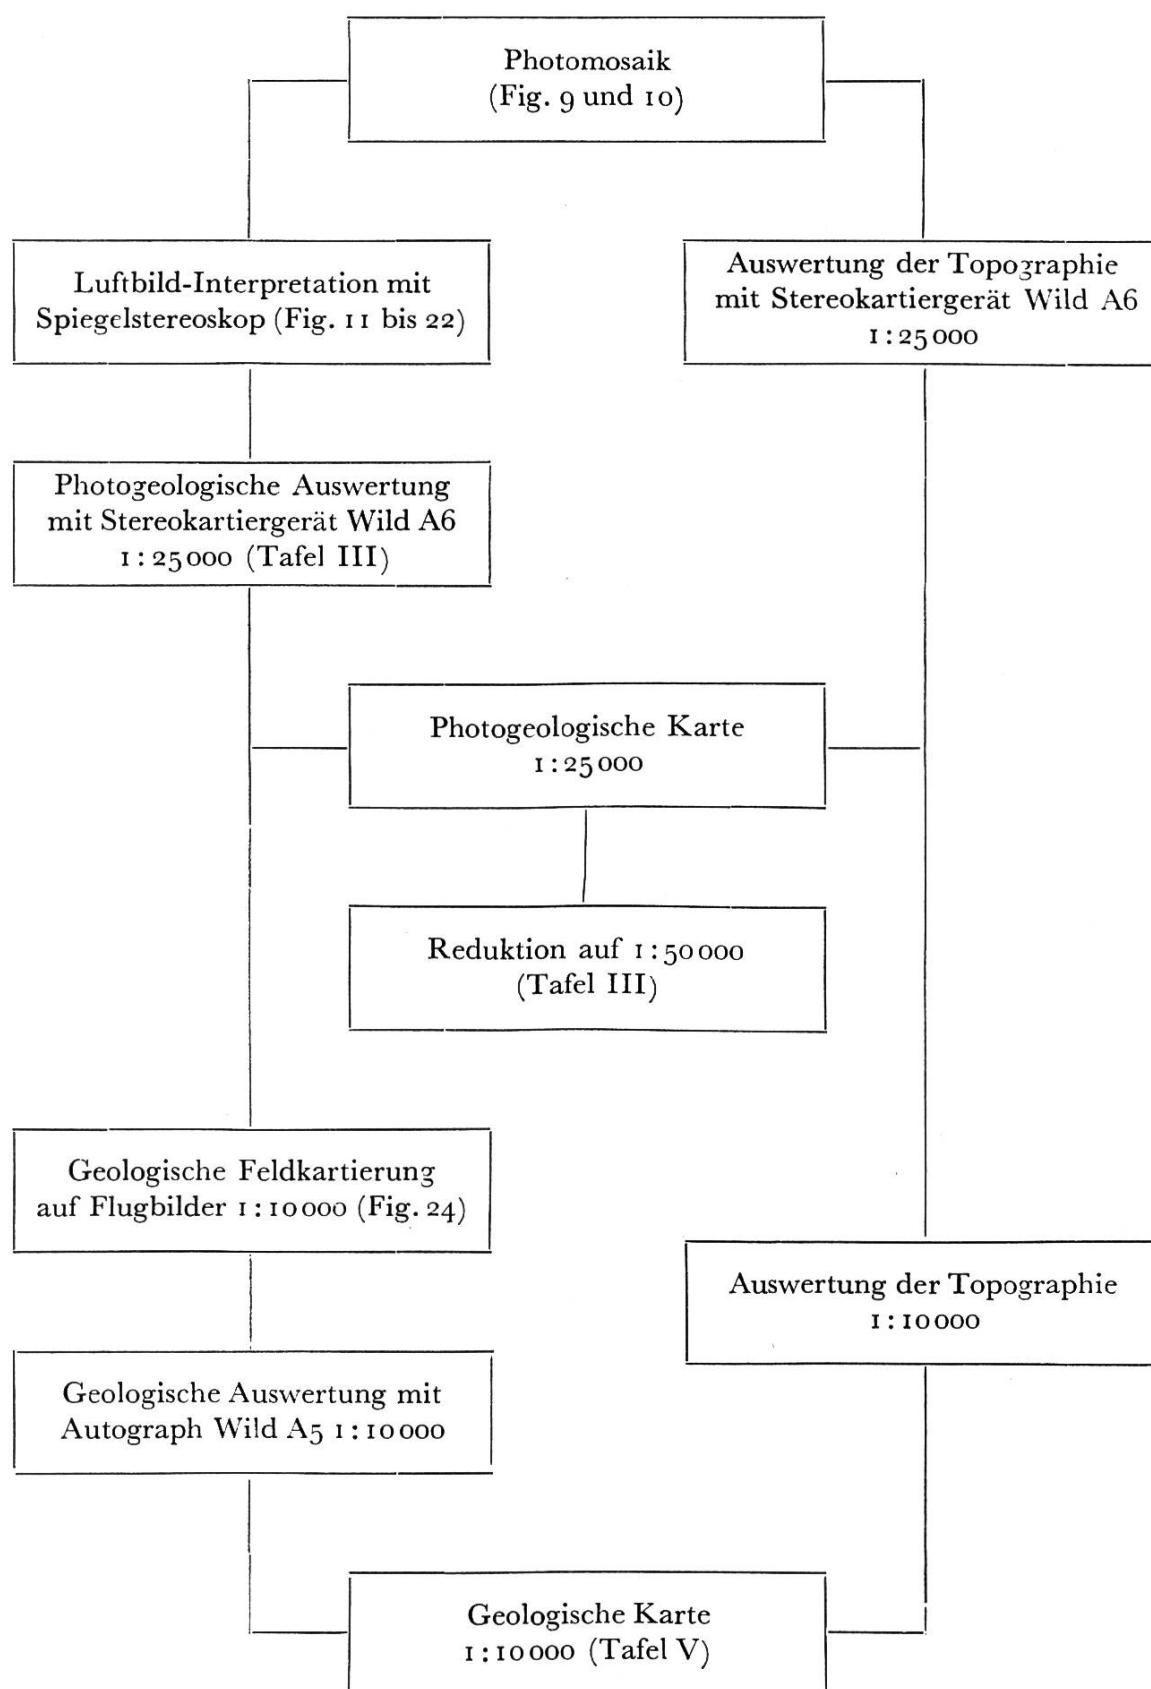 Photomosaik
(Fig. 9 und 10)
Luftbild-Interpretation mit
Spiegelstereoskop (Fig. 11 bis 22)
Auswertung der Topographie
mit Stereokartiergerät Wild A6
1:25000
Photogeologische Auswertung
mit Stereokartiergerät Wild A6
1:25000 (Tafel III)
Photogeologische Karte
1:25000
Reduktion auf 1:50000
(Tafel III)
Geologische Feldkartierung
auf Flugbilder 1:10000 (Fig. 24)
Auswertung der Topographie
1:10000
Geologische Auswertung mit
Autograph Wild A5 1:10000
Geologische Karte
1:10000 (Tafel V)